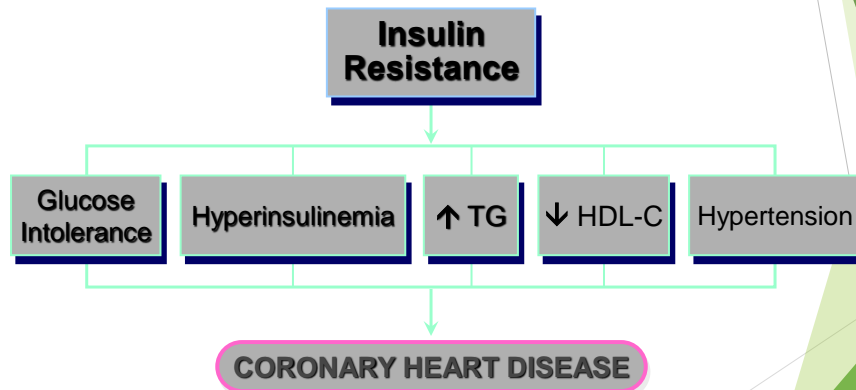 Insulin
Resistance
Glucose
Intolerance
Hyperinsulinemia
↑ TG
↓ HDL-C
Hypertension
CORONARY HEART DISEASE